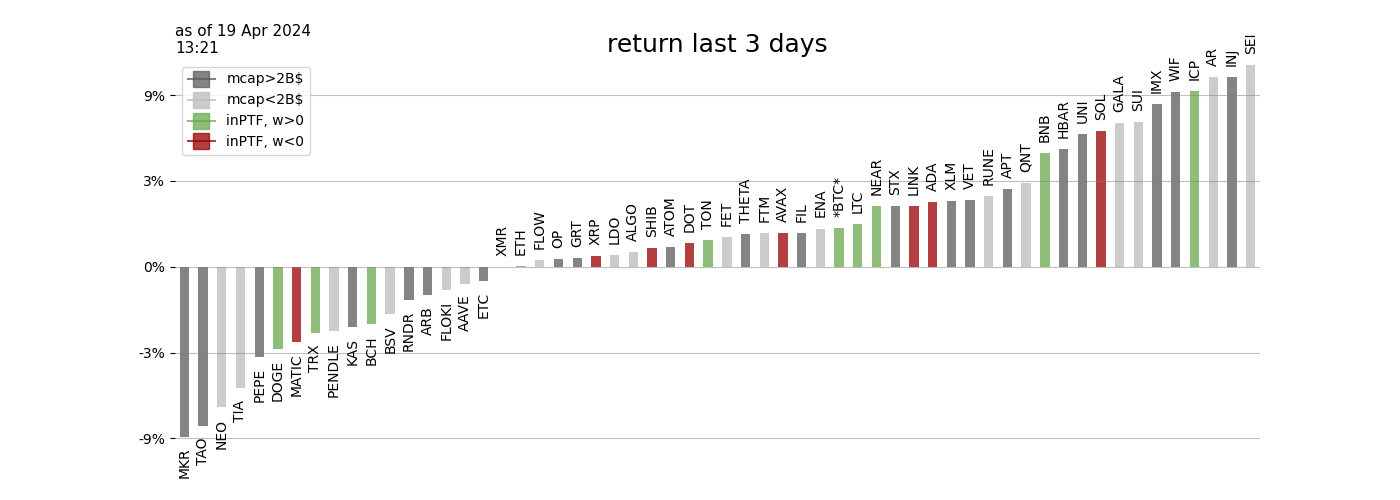 as of 19 Apr 2024
13:21
return last 3 days
mcap>2B$
mcap<2B$
inPTF, w>0
inPTF, w<0
9%
3%
0%
-3%
-9%
MKR
TAO
NEO
TIA
PEPE
DOGE
MATIC
TRX
PENDLE
KAS
BCH
BSV
RNDR
ARB
FLOKI
AAVE
ETC
XMR
ETH
FLOW
OP
GRT
XRP
LDO
ALGO
SHIB
ATOM
DOT
TON
FET
THETA
FTM
AVAX
FIL
ENA
*BTC*
LTC
NEAR
STX
LINK
ADA
XLM
VET
RUNE
APT
QNT
BNB
HBAR
UNI
SOL
GALA
SUI
IMX
WIF
ICP
AR
INJ
SEI